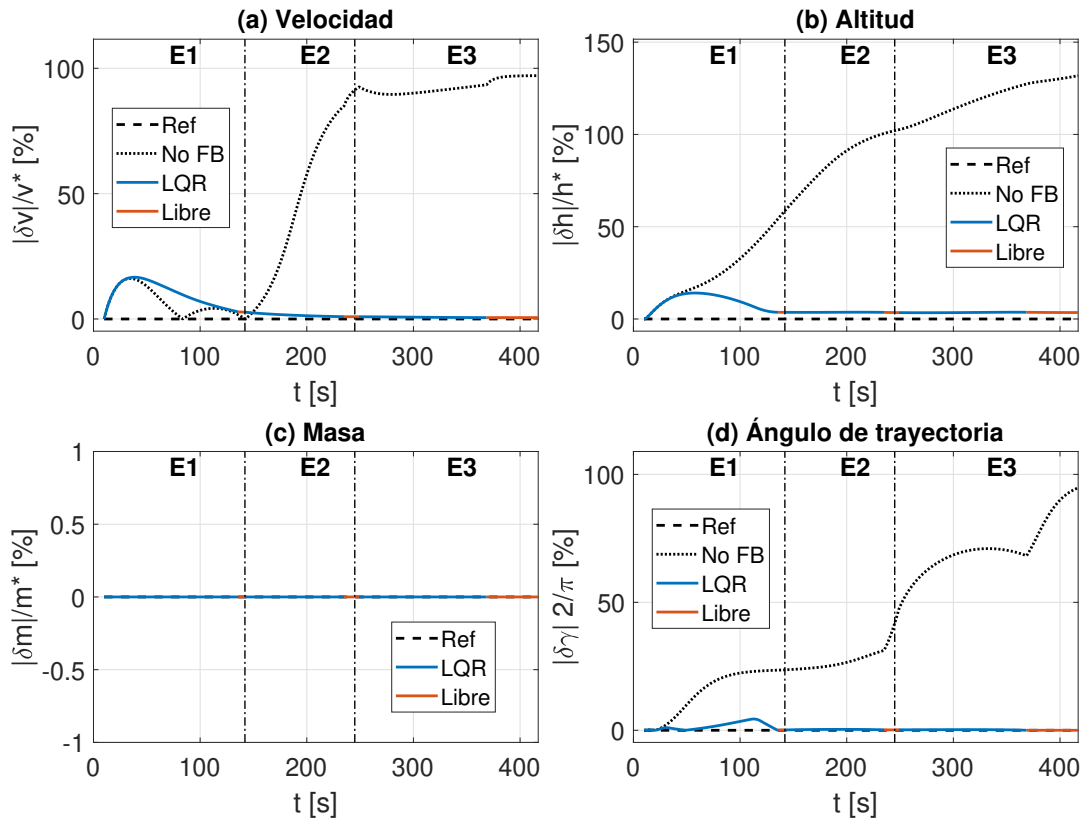 (a) Velocidad
E1 E2 E3
100
50
0
|δv|/v* [%]
Ref
No FB
LQR
Libre
0 100 200 300 400
t [s]
(b) Altitud
E1 E2 E3
150
100
50
0
|δh|/h* [%]
Ref
No FB
LQR
Libre
0 100 200 300 400
t [s]
(c) Masa
E1 E2 E3
1
0.5
0
-0.5
-1
|δm|/m* [%]
Ref
LQR
Libre
0 100 200 300 400
t [s]
(d) Ángulo de trayectoria
E1 E2 E3
100
50
0
|δγ| 2/π [%]
Ref
No FB
LQR
Libre
0 100 200 300 400
t [s]